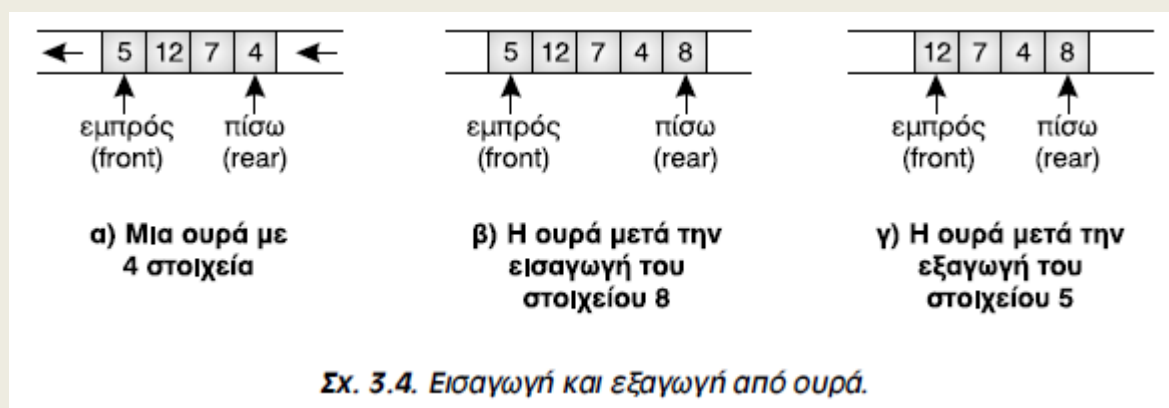 5 12 7 4
εμπρός πίσω
(front) (rear)
α) Μια ουρά με
4 στοιχεία
5 12 7 4 8
εμπρός πίσω
(front) (rear)
β) Η ουρά μετά την
εισαγωγή του
στοιχείου 8
12 7 4 8
εμπρός πίσω
(front) (rear)
γ) Η ουρά μετά την
εξαγωγή του
στοιχείου 5
Σχ. 3.4. Εισαγωγή και εξαγωγή από ουρά.